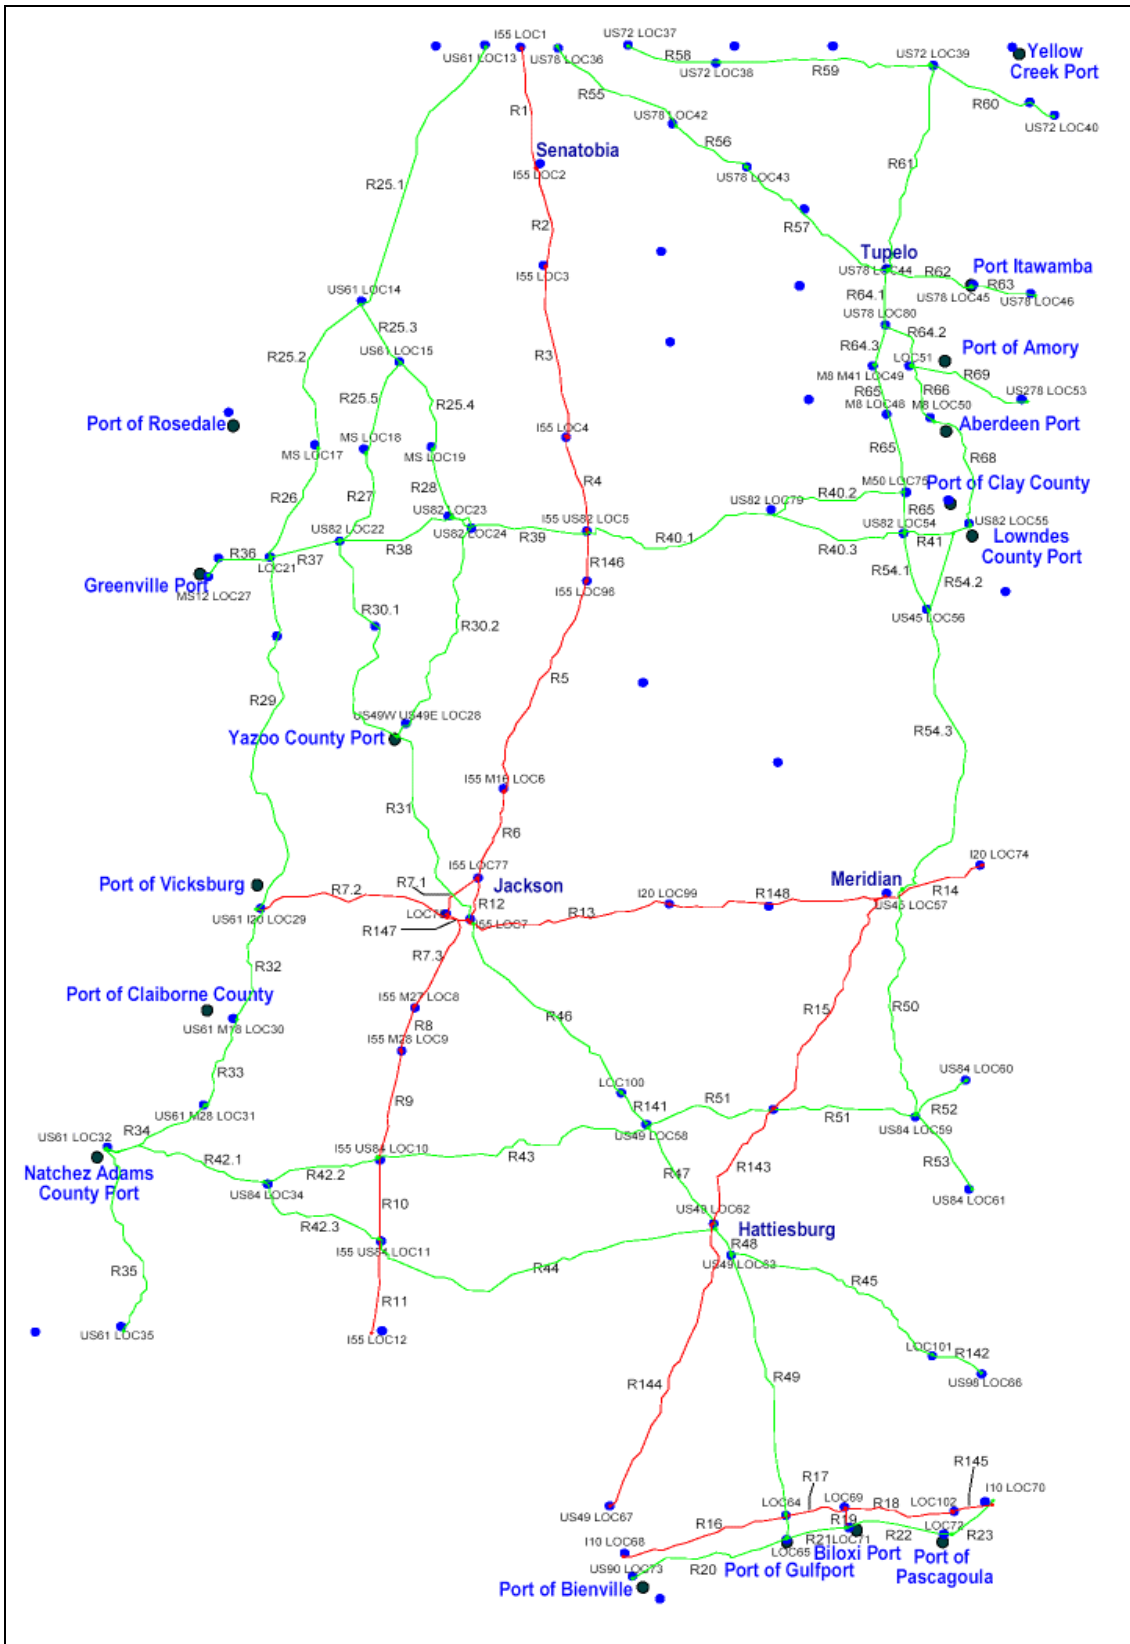 I55 LOC1
US61 LOC13
US78 LOC36
US72 LOC37
R58
US72 LOC38
R59
US72 LOC39
Yellow
Creek Port
R60
US72 LOC40
R1
R55
US78 LOC42
R56
Senatobia
I55 LOC2
US78 LOC43
R61
R25.1
R2
R57
I55 LOC3
Tupelo
US78 LOC44
R62
Port Itawamba
R63
US78 LOC45
US78 LOC46
US61 LOC14
R64.1
R25.3
US78 LOC80
R64.2
R25.2
US61 LOC15
R3
R64.3
LOC51
Port of Amory
M8 M41 LOC49
R69
R25.5
R25.4
R65
R66
US278 LOC53
Port of Rosedale
M8 LOC48
M8 LOC50
Aberdeen Port
MS LOC17
MS LOC18
MS LOC19
I55 LOC4
R65
R68
R26
R27
R28
R4
M50 LOC75
Port of Clay County
R40.2
US82 LOC79
R65
US82 LOC22
US82 LOC23
US82 LOC24
I55 US82 LOC5
US82 LOC54
US82 LOC55
R36
R37
R38
R39
R40.1
R40.3
R41
Lowndes
County Port
LOC21
R146
R54.1
R54.2
Greenville Port
MS12 LOC27
I55 LOC96
R30.1
R30.2
US45 LOC56
R5
R29
US49W US49E LOC28
Yazoo County Port
R54.3
I55 M16 LOC6
R31
R6
I55 LOC77
I20 LOC74
Port of Vicksburg
R7.2
R7.1
Jackson
R12
Meridian
R14
US61 I20 LOC29
I55 LOC7
R13
I20 LOC99
R148
US45 LOC57
R147
R7.3
R32
Port of Claiborne County
I55 M27 LOC8
R46
R15
R50
US61 M18 LOC30
R8
I55 M28 LOC9
R33
US84 LOC60
LOC100
R9
US61 M28 LOC31
R141
R51
R51
R52
US49 LOC58
US84 LOC59
R34
US61 LOC32
I55 US84 LOC10
R43
R42.1
R42.2
R47
R143
R53
Natchez Adams
County Port
US84 LOC34
US84 LOC61
R10
R42.3
US49 LOC62
Hattiesburg
I55 US84 LOC11
R48
US49 LOC63
R35
R44
R45
R11
US61 LOC35
I55 LOC12
LOC101
R142
US98 LOC66
R144
R49
R145
R17
I10 LOC70
US49 LOC67
LOC64
LOC69
R18
LOC102
R16
R19
LOC72
I10 LOC68
R21
LOC71
R22
R23
LOC65
US90 LOC73
R20
Biloxi Port
Port of Gulfport
Port of
Pascagoula
Port of Bienville